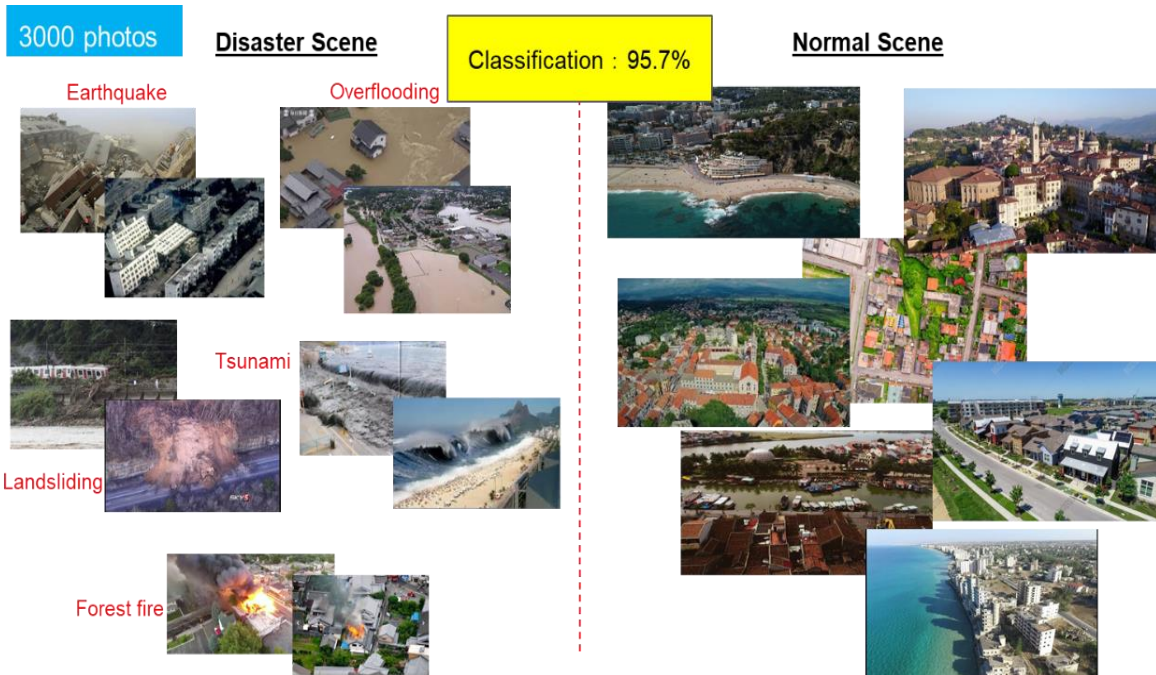 3000 photos
Disaster Scene
Classification : 95.7%
Normal Scene
Earthquake
Overflooding
Tsunami
Landsliding
Forest fire